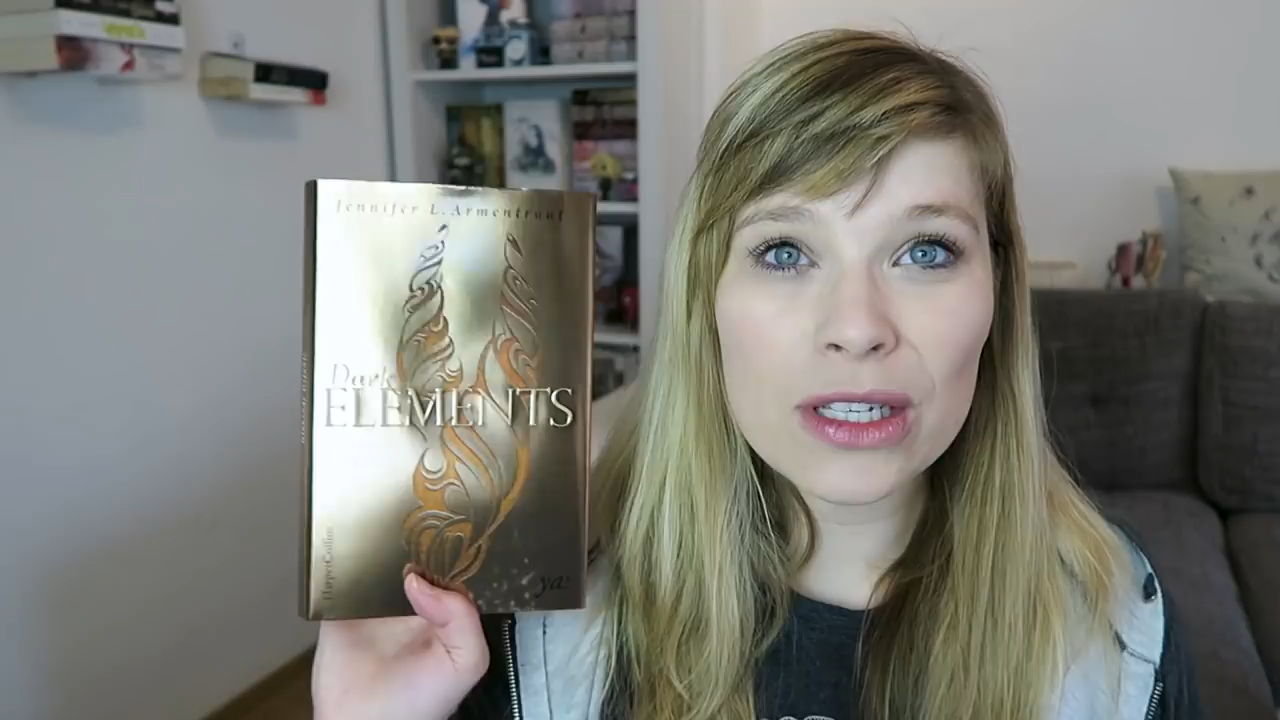 Jennifer L. Armentrout
Dark
ELEMENTS
HarperCollins
ya!